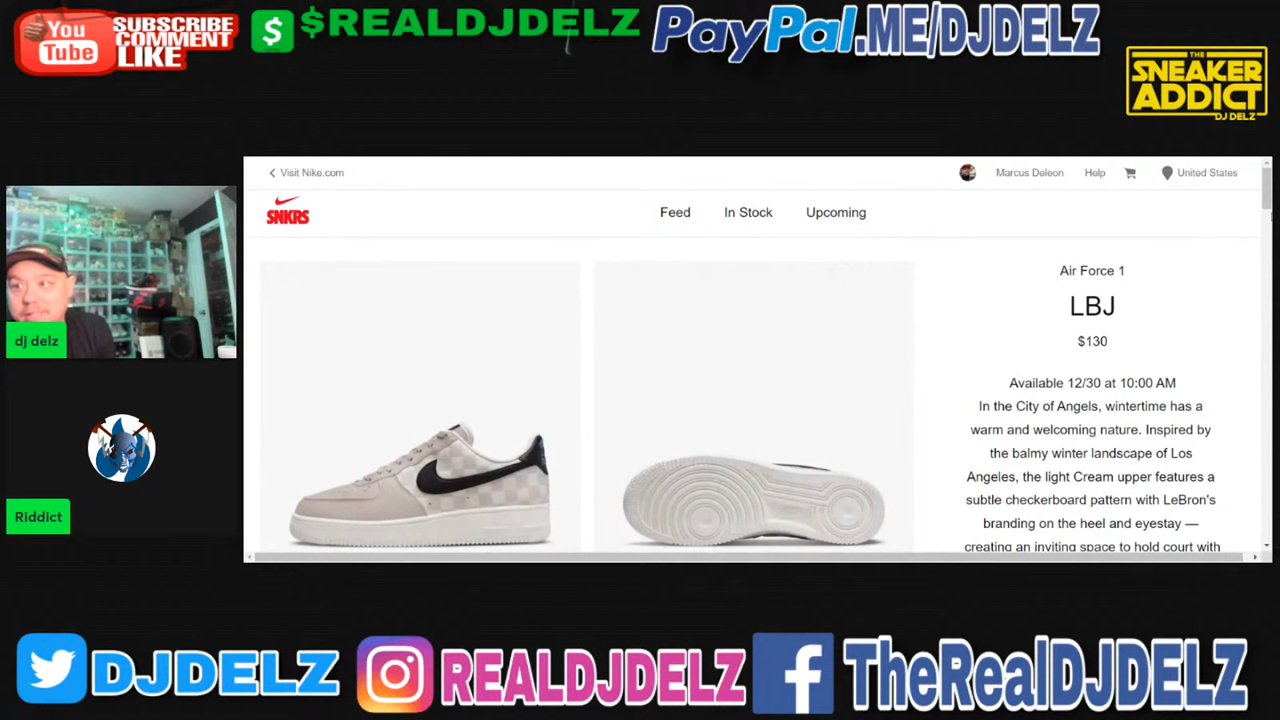 You Tube
SUBSCRIBE
COMMENT
LIKE
$ $REALDJDELZ
PayPal.ME/DJDELZ
THE
SNEAKER
ADDICT
DJ DELZ
Visit Nike.com
Marcus Deleon Help United States
SNKRS
Feed In Stock Upcoming
Air Force 1
LBJ
$130
Available 12/30 at 10:00 AM
In the City of Angels, wintertime has a
warm and welcoming nature. Inspired by
the balmy winter landscape of Los
Angeles, the light Cream upper features a
subtle checkerboard pattern with LeBron's
branding on the heel and eyestay —
creating an inviting space to hold court with
dj delz
Riddict
DJDELZ
REALDJDELZ
f TheRealDJDELZ